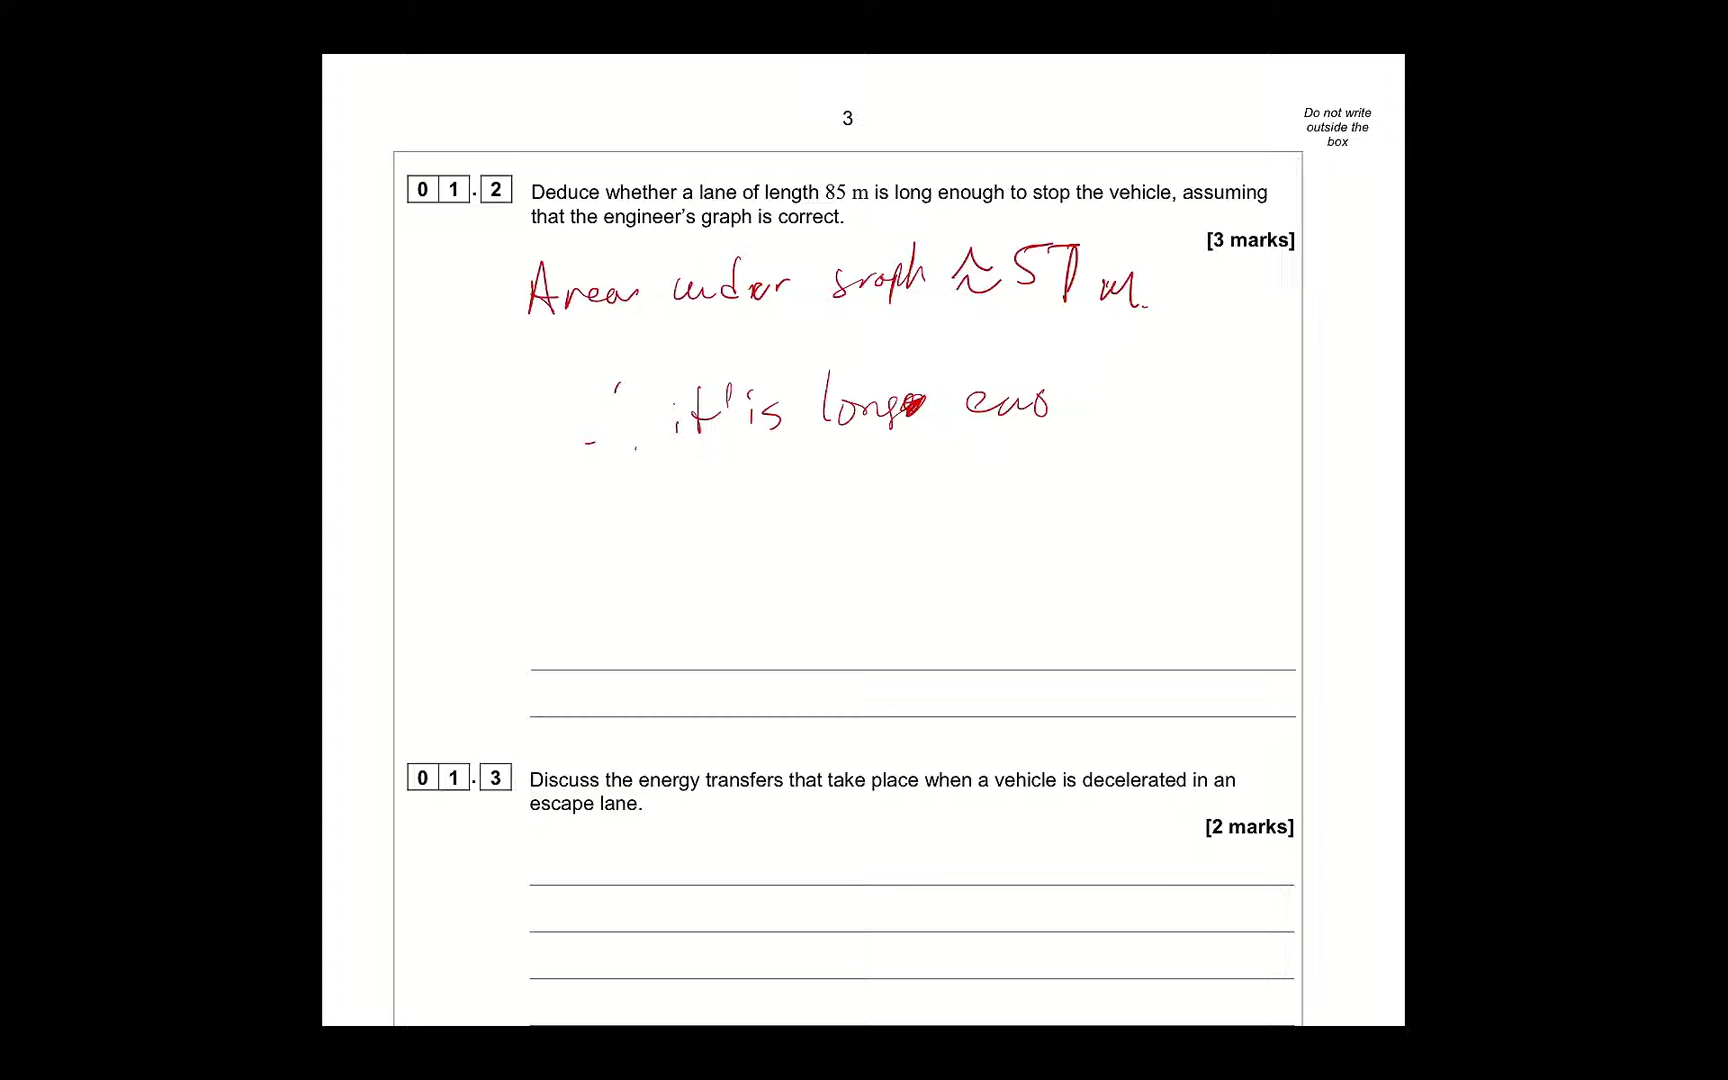 3
Do not write
outside the
box
0 1 . 2 Deduce whether a lane of length 85 m is long enough to stop the vehicle, assuming
that the engineer's graph is correct.
[3 marks]
Area under graph ≈ 57 m.
∴ it is long eno
0 1 . 3 Discuss the energy transfers that take place when a vehicle is decelerated in an
escape lane.
[2 marks]